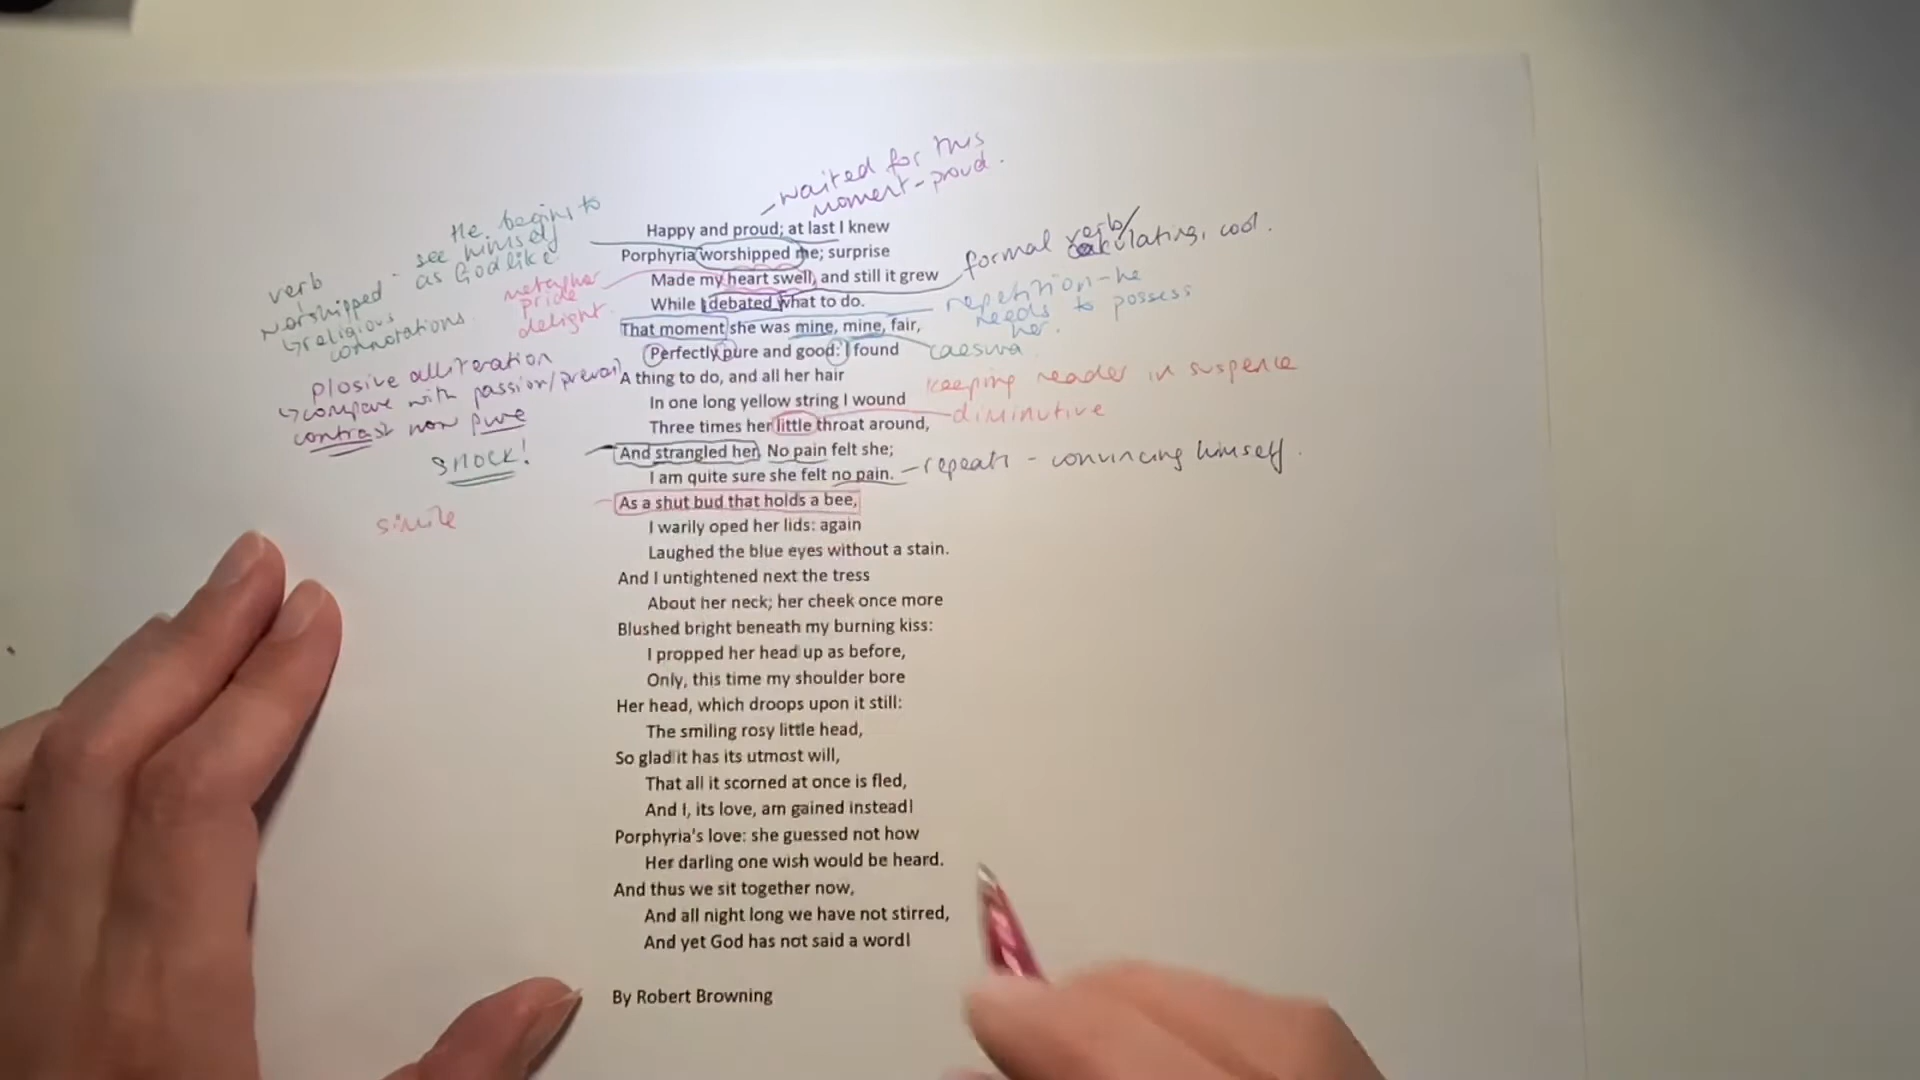 waited for this
moment - proud.
He begins to
see himself
as Godlike
verb
worshipped
religious
connotations.
metaphor
pride
delight.
plosive alliteration
compare with passion/prevail
contrast now pure
SHOCK!
simile
Happy and proud; at last I knew
Porphyria worshipped me; surprise
Made my heart swell, and still it grew
While I debated what to do.
That moment she was mine, mine, fair,
Perfectly pure and good: I found
A thing to do, and all her hair
In one long yellow string I wound
Three times her little throat around,
And strangled her. No pain felt she;
I am quite sure she felt no pain.
As a shut bud that holds a bee,
I warily oped her lids: again
Laughed the blue eyes without a stain.
And I untightened next the tress
About her neck; her cheek once more
Blushed bright beneath my burning kiss:
I propped her head up as before,
Only, this time my shoulder bore
Her head, which droops upon it still:
The smiling rosy little head,
So glad it has its utmost will,
That all it scorned at once is fled,
And I, its love, am gained instead!
Porphyria's love: she guessed not how
Her darling one wish would be heard.
And thus we sit together now,
And all night long we have not stirred,
And yet God has not said a word!
By Robert Browning
formal verb/
calculating, cool.
repetition - he
needs to possess
her.
caesura
keeping reader in suspence
diminutive
repeats - convincing himself.